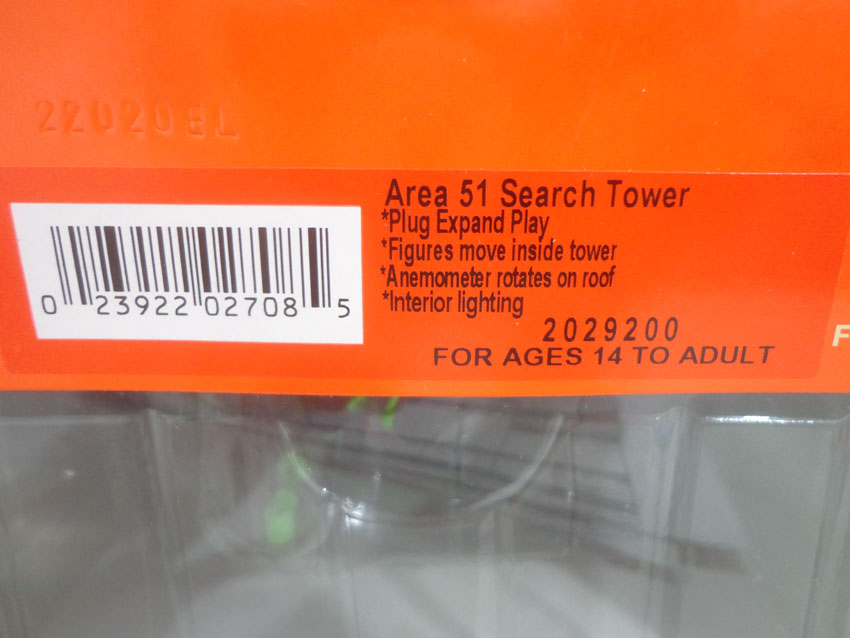 22020EL
Area 51 Search Tower
*Plug Expand Play
*Figures move inside tower
*Anemometer rotates on roof
*Interior lighting
2029200
FOR AGES 14 TO ADULT
0 23922 02708 5
F